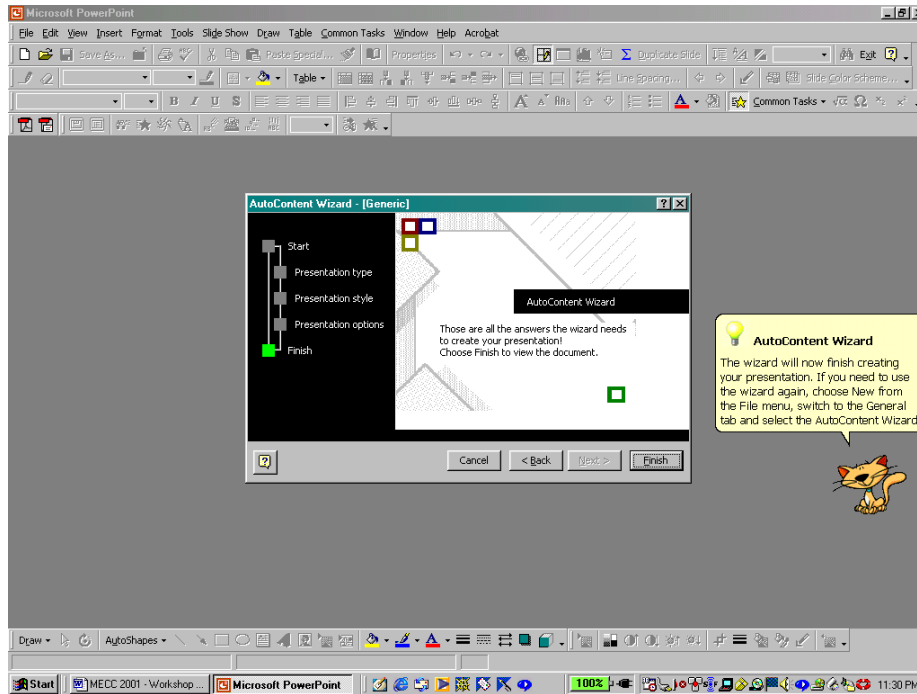 Microsoft PowerPoint
File Edit View Insert Format Tools Slide Show Draw Table Common Tasks Window Help Acrobat
Save As... Paste Special... Properties Duplicate Slide Exit
Table Line Spacing... Slide Color Scheme...
B I U S Common Tasks
AutoContent Wizard - [Generic]
Start
Presentation type
Presentation style
Presentation options
Finish
AutoContent Wizard
Those are all the answers the wizard needs
to create your presentation!
Choose Finish to view the document.
Cancel < Back Next > Finish
AutoContent Wizard
The wizard will now finish creating
your presentation. If you need to use
the wizard again, choose New from
the File menu, switch to the General
tab and select the AutoContent Wizard
Draw AutoShapes
Start MECC 2001 - Workshop ... Microsoft PowerPoint 100% 11:30 PM